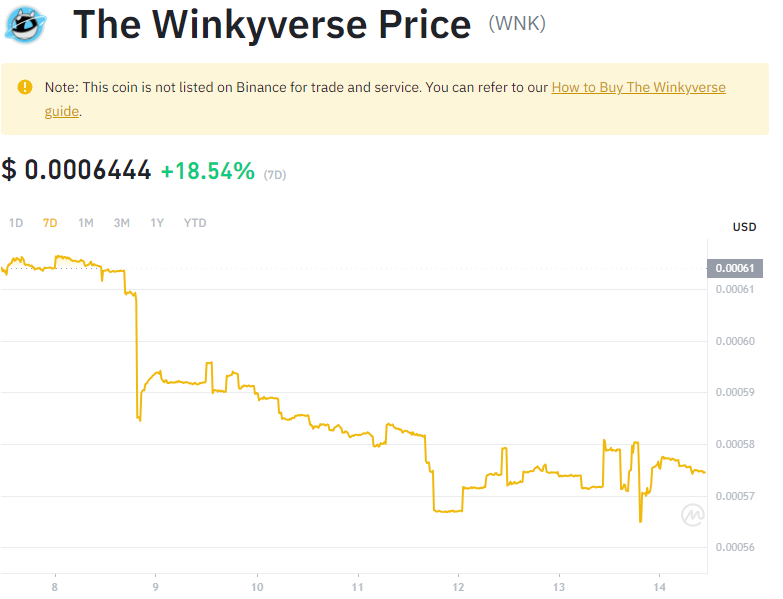 The Winkyverse Price (WNK)
Note: This coin is not listed on Binance for trade and service. You can refer to our How to Buy The Winkyverse
guide.
$ 0.0006444 +18.54% (7D)
1D 7D 1M 3M 1Y YTD
USD
0.00061
0.00061
0.00060
0.00059
0.00058
0.00057
0.00056
8 9 10 11 12 13 14